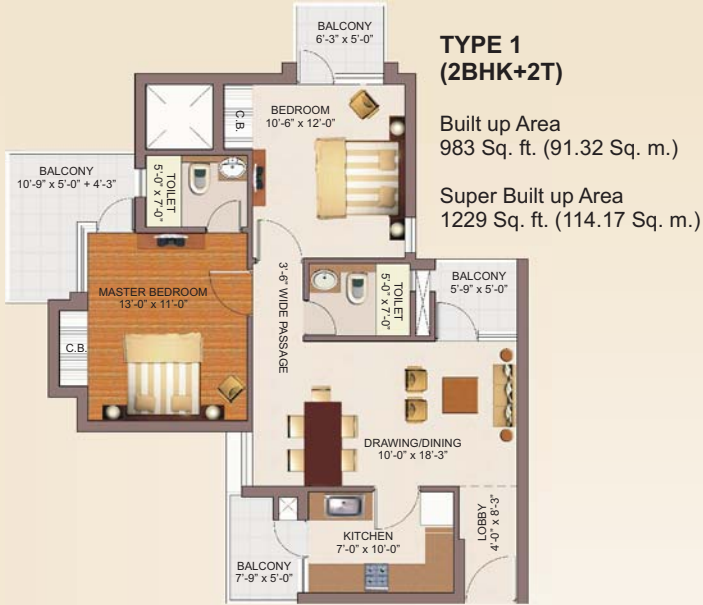 BALCONY
6'-3" x 5'-0"
TYPE 1
(2BHK+2T)
Built up Area
983 Sq. ft. (91.32 Sq. m.)
Super Built up Area
1229 Sq. ft. (114.17 Sq. m.)
C.B.
BEDROOM
10'-6" x 12'-0"
BALCONY
10'-9" x 5'-0" + 4'-3"
TOILET
5'-0" x 7'-0"
MASTER BEDROOM
13'-0" x 11'-0"
C.B.
3'-6" WIDE PASSAGE
TOILET
5'-0" x 7'-0"
BALCONY
5'-9" x 5'-0"
DRAWING/DINING
10'-0" x 18'-3"
KITCHEN
7'-0" x 10'-0"
LOBBY
4'-0" x 8'-3"
BALCONY
7'-9" x 5'-0"